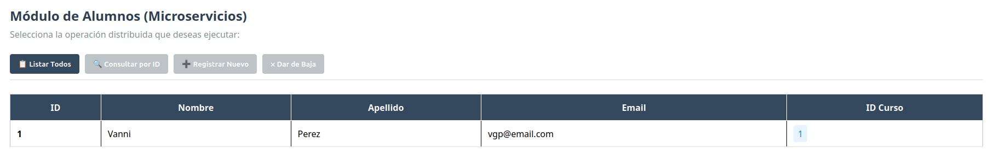 Módulo de Alumnos (Microservicios)
Selecciona la operación distribuida que deseas ejecutar:
📋 Listar Todos 🔍 Consultar por ID ➕ Registrar Nuevo × Dar de Baja
ID Nombre Apellido Email ID Curso
1 Vanni Perez vgp@email.com 1